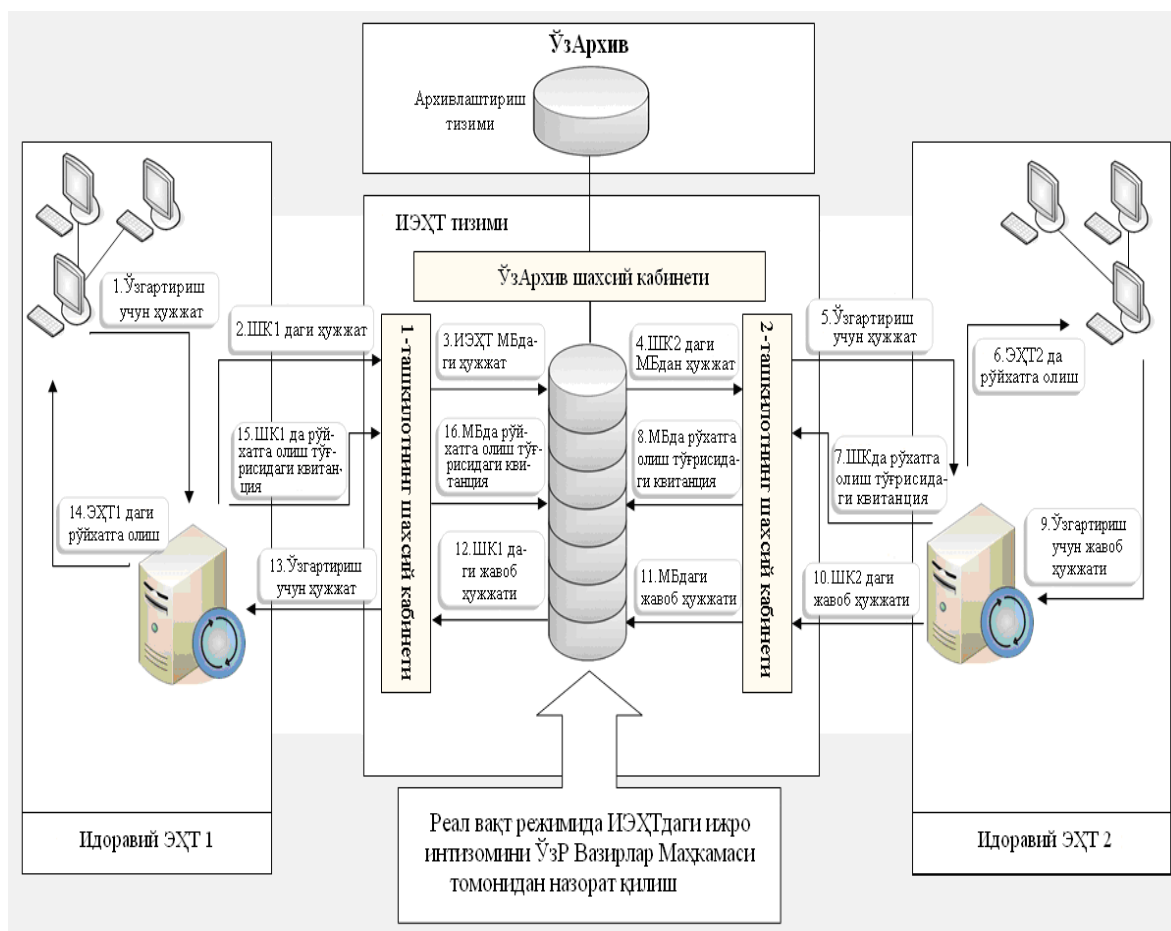 ЎзАрхив
Архивлаштириш
тизими
ИЭҲТ тизими
ЎзАрхив шахсий кабинети
1.Ўзгартириш
учун ҳужжат
2.ШК1 даги ҳужжат
1-ташкилотнинг шахсий кабинети
3.ИЭҲТ МБда-
ги ҳужжат
4.ШК2 даги
МБдан ҳужжат
2-ташкилотнинг шахсий кабинети
5.Ўзгартириш
учун ҳужжат
6.ЭҲТ2 да
рўйхатга олиш
15.ШК1 да рўй-
хатга олиш тўғ-
рисидаги квитан-
ция
16.МБда рўйх-
хатга олиш тўғ-
рисидаги кви-
танция
8.МБда рўхатга
олиш тўғрисида-
ги квитанция
7.ШКда рўхатга
олиш тўғрисида-
ги квитанция
14.ЭҲТ1 даги
рўйхатга олиш
13.Ўзгартириш
учун ҳужжат
12.ШК1 да-
ги жавоб
ҳужжати
11.МБдаги
жавоб ҳужжати
10.ШК2 даги
жавоб ҳужжати
9.Ўзгартириш
учун жавоб
ҳужжати
Идоравий ЭҲТ 1
Реал вақт режимида ИЭҲТдаги ижро
интизомини ЎзР Вазирлар Маҳкамаси
томонидан назорат қилиш
Идоравий ЭҲТ 2